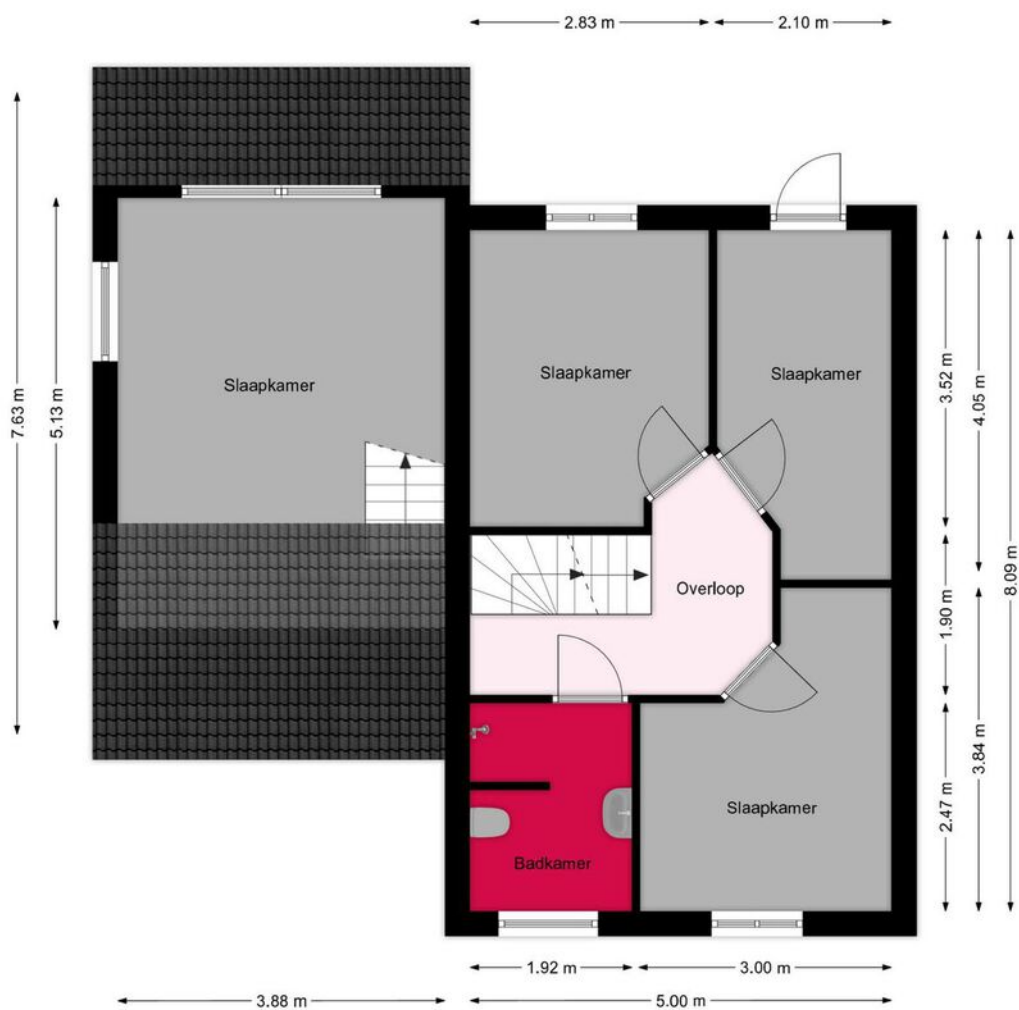 2.83 m
2.10 m
7.63 m
5.13 m
Slaapkamer
Slaapkamer
Slaapkamer
3.52 m
4.05 m
8.09 m
Overloop
1.90 m
3.84 m
2.47 m
Slaapkamer
Badkamer
1.92 m
3.00 m
3.88 m
5.00 m